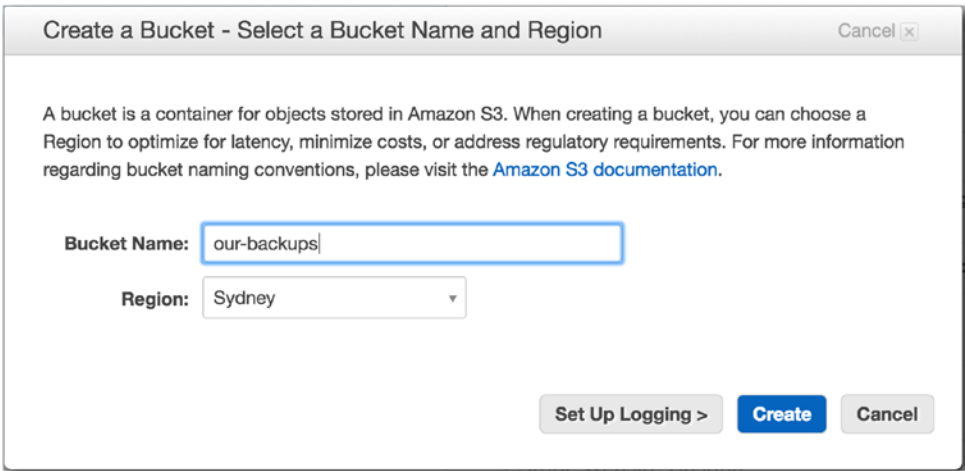 Create a Bucket - Select a Bucket Name and Region
Cancel x
A bucket is a container for objects stored in Amazon S3. When creating a bucket, you can choose a
Region to optimize for latency, minimize costs, or address regulatory requirements. For more information
regarding bucket naming conventions, please visit the Amazon S3 documentation.
Bucket Name: our-backups
Region: Sydney
Set Up Logging > Create Cancel